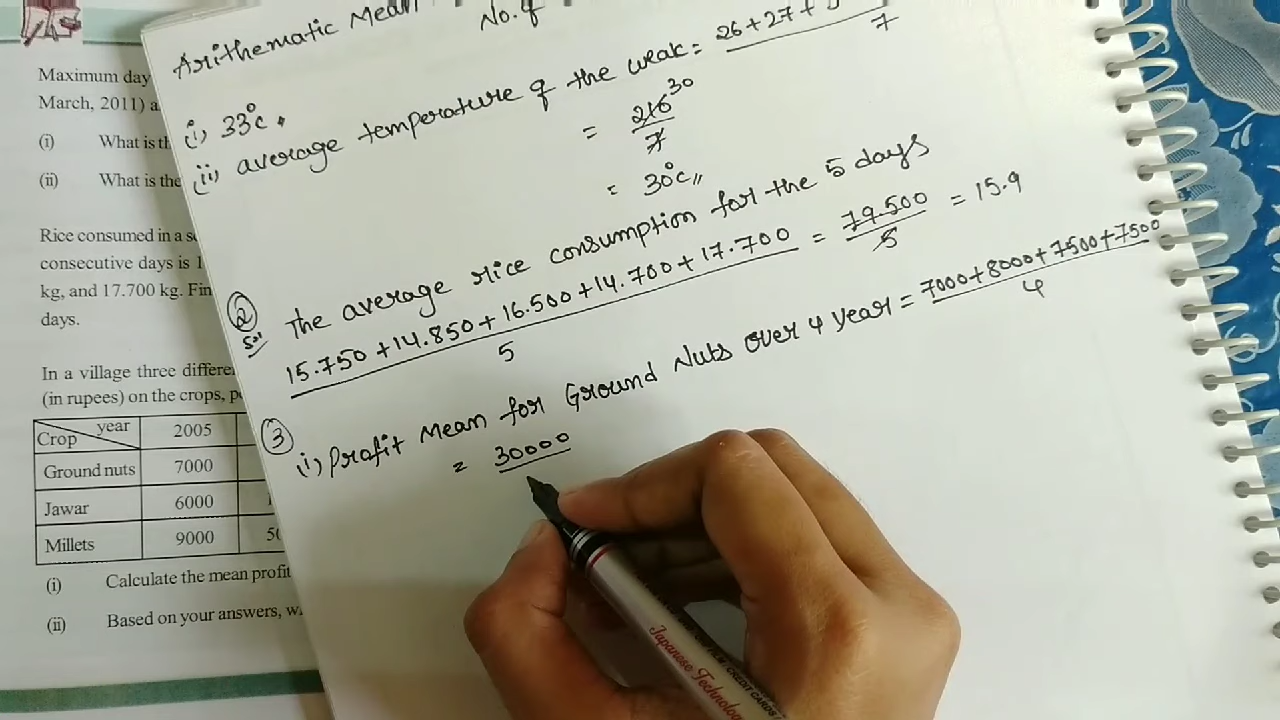 Arithematic Mean
No. of
Maximum day
March, 2011) a
(i) What is th
(ii) What is the
Rice consumed in a s
consecutive days is 1
kg, and 17.700 kg. Fin
days.
In a village three differe
(in rupees) on the crops, p
Crop year 2005
Ground nuts 7000
Jawar 6000
Millets 9000 50
(i) Calculate the mean profit
(ii) Based on your answers, w
(i) 33°c.
(ii) average temperature of the weak = 26+27+
7
= 216 30
7
= 30°c
② The average rice consumption for the 5 days
Sol
15.750 + 14.850 + 16.500 + 14.700 + 17.700 = 79.500 = 15.9
5 5
③ (i) Profit Mean for Ground Nuts over 4 year = 7000+8000+7500+7500
4
= 30000
Japanese Technolog